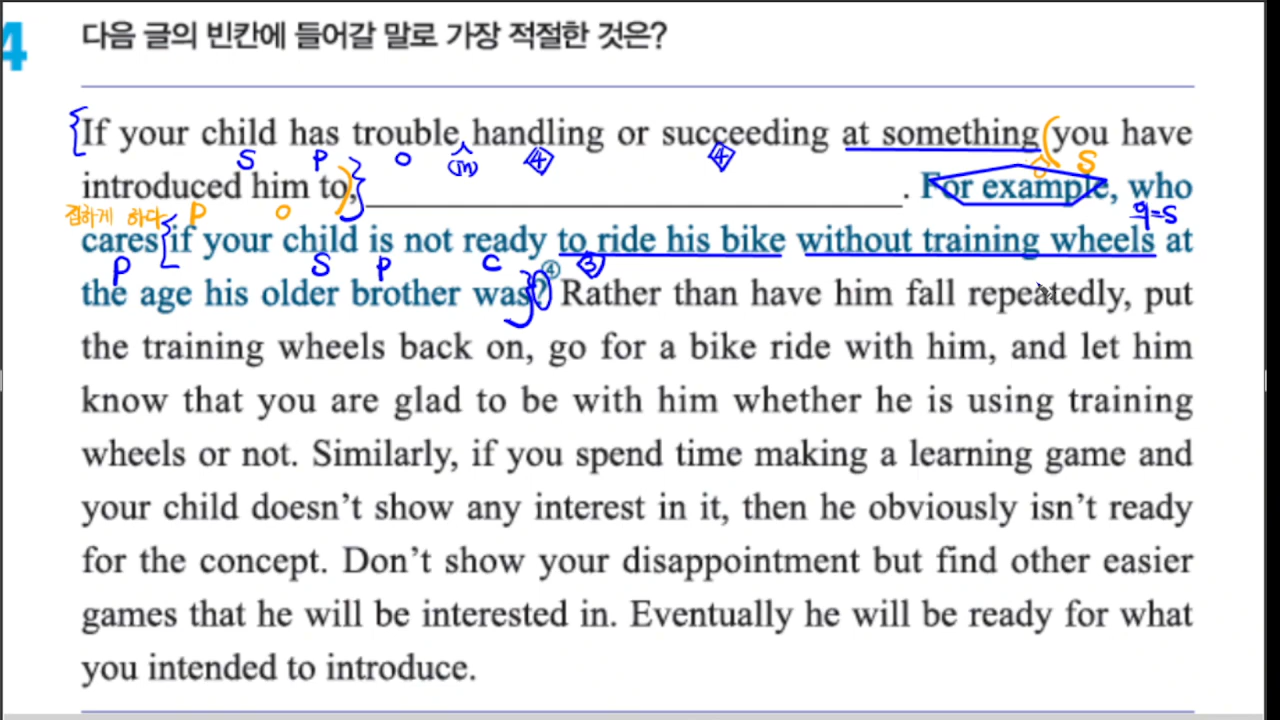 4 다음 글의 빈칸에 들어갈 말로 가장 적절한 것은?
If your child has trouble handling or succeeding at something you have
S P O (in) 4 4 O S
introduced him to, ______. For example, who
접하게 하다 P O q=S
cares if your child is not ready to ride his bike without training wheels at
P S P C ④ 3
the age his older brother was? Rather than have him fall repeatedly, put
the training wheels back on, go for a bike ride with him, and let him
know that you are glad to be with him whether he is using training
wheels or not. Similarly, if you spend time making a learning game and
your child doesn't show any interest in it, then he obviously isn't ready
for the concept. Don't show your disappointment but find other easier
games that he will be interested in. Eventually he will be ready for what
you intended to introduce.